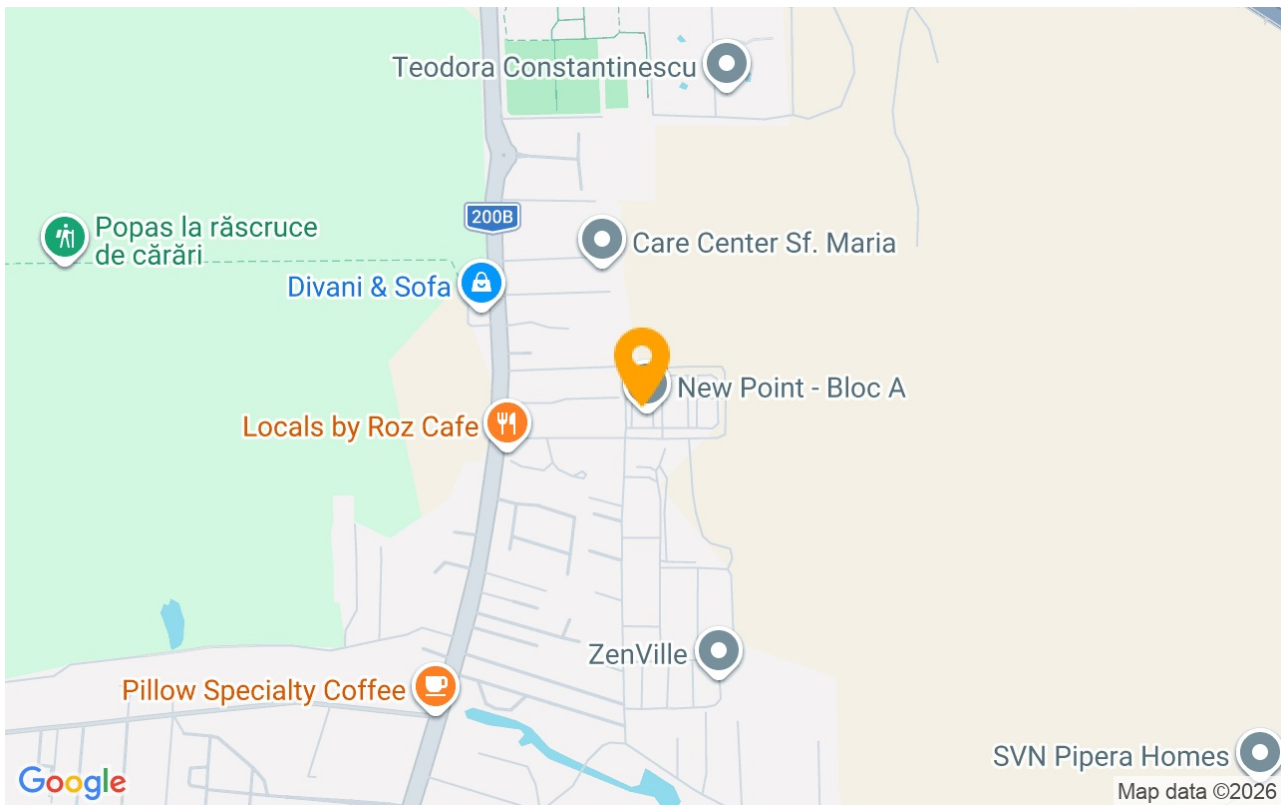 Teodora Constantinescu
200B
Popas la răscruce
de cărări
Care Center Sf. Maria
Divani & Sofa
New Point - Bloc A
Locals by Roz Cafe
ZenVille
Pillow Specialty Coffee
SVN Pipera Homes
Google
Map data ©2026